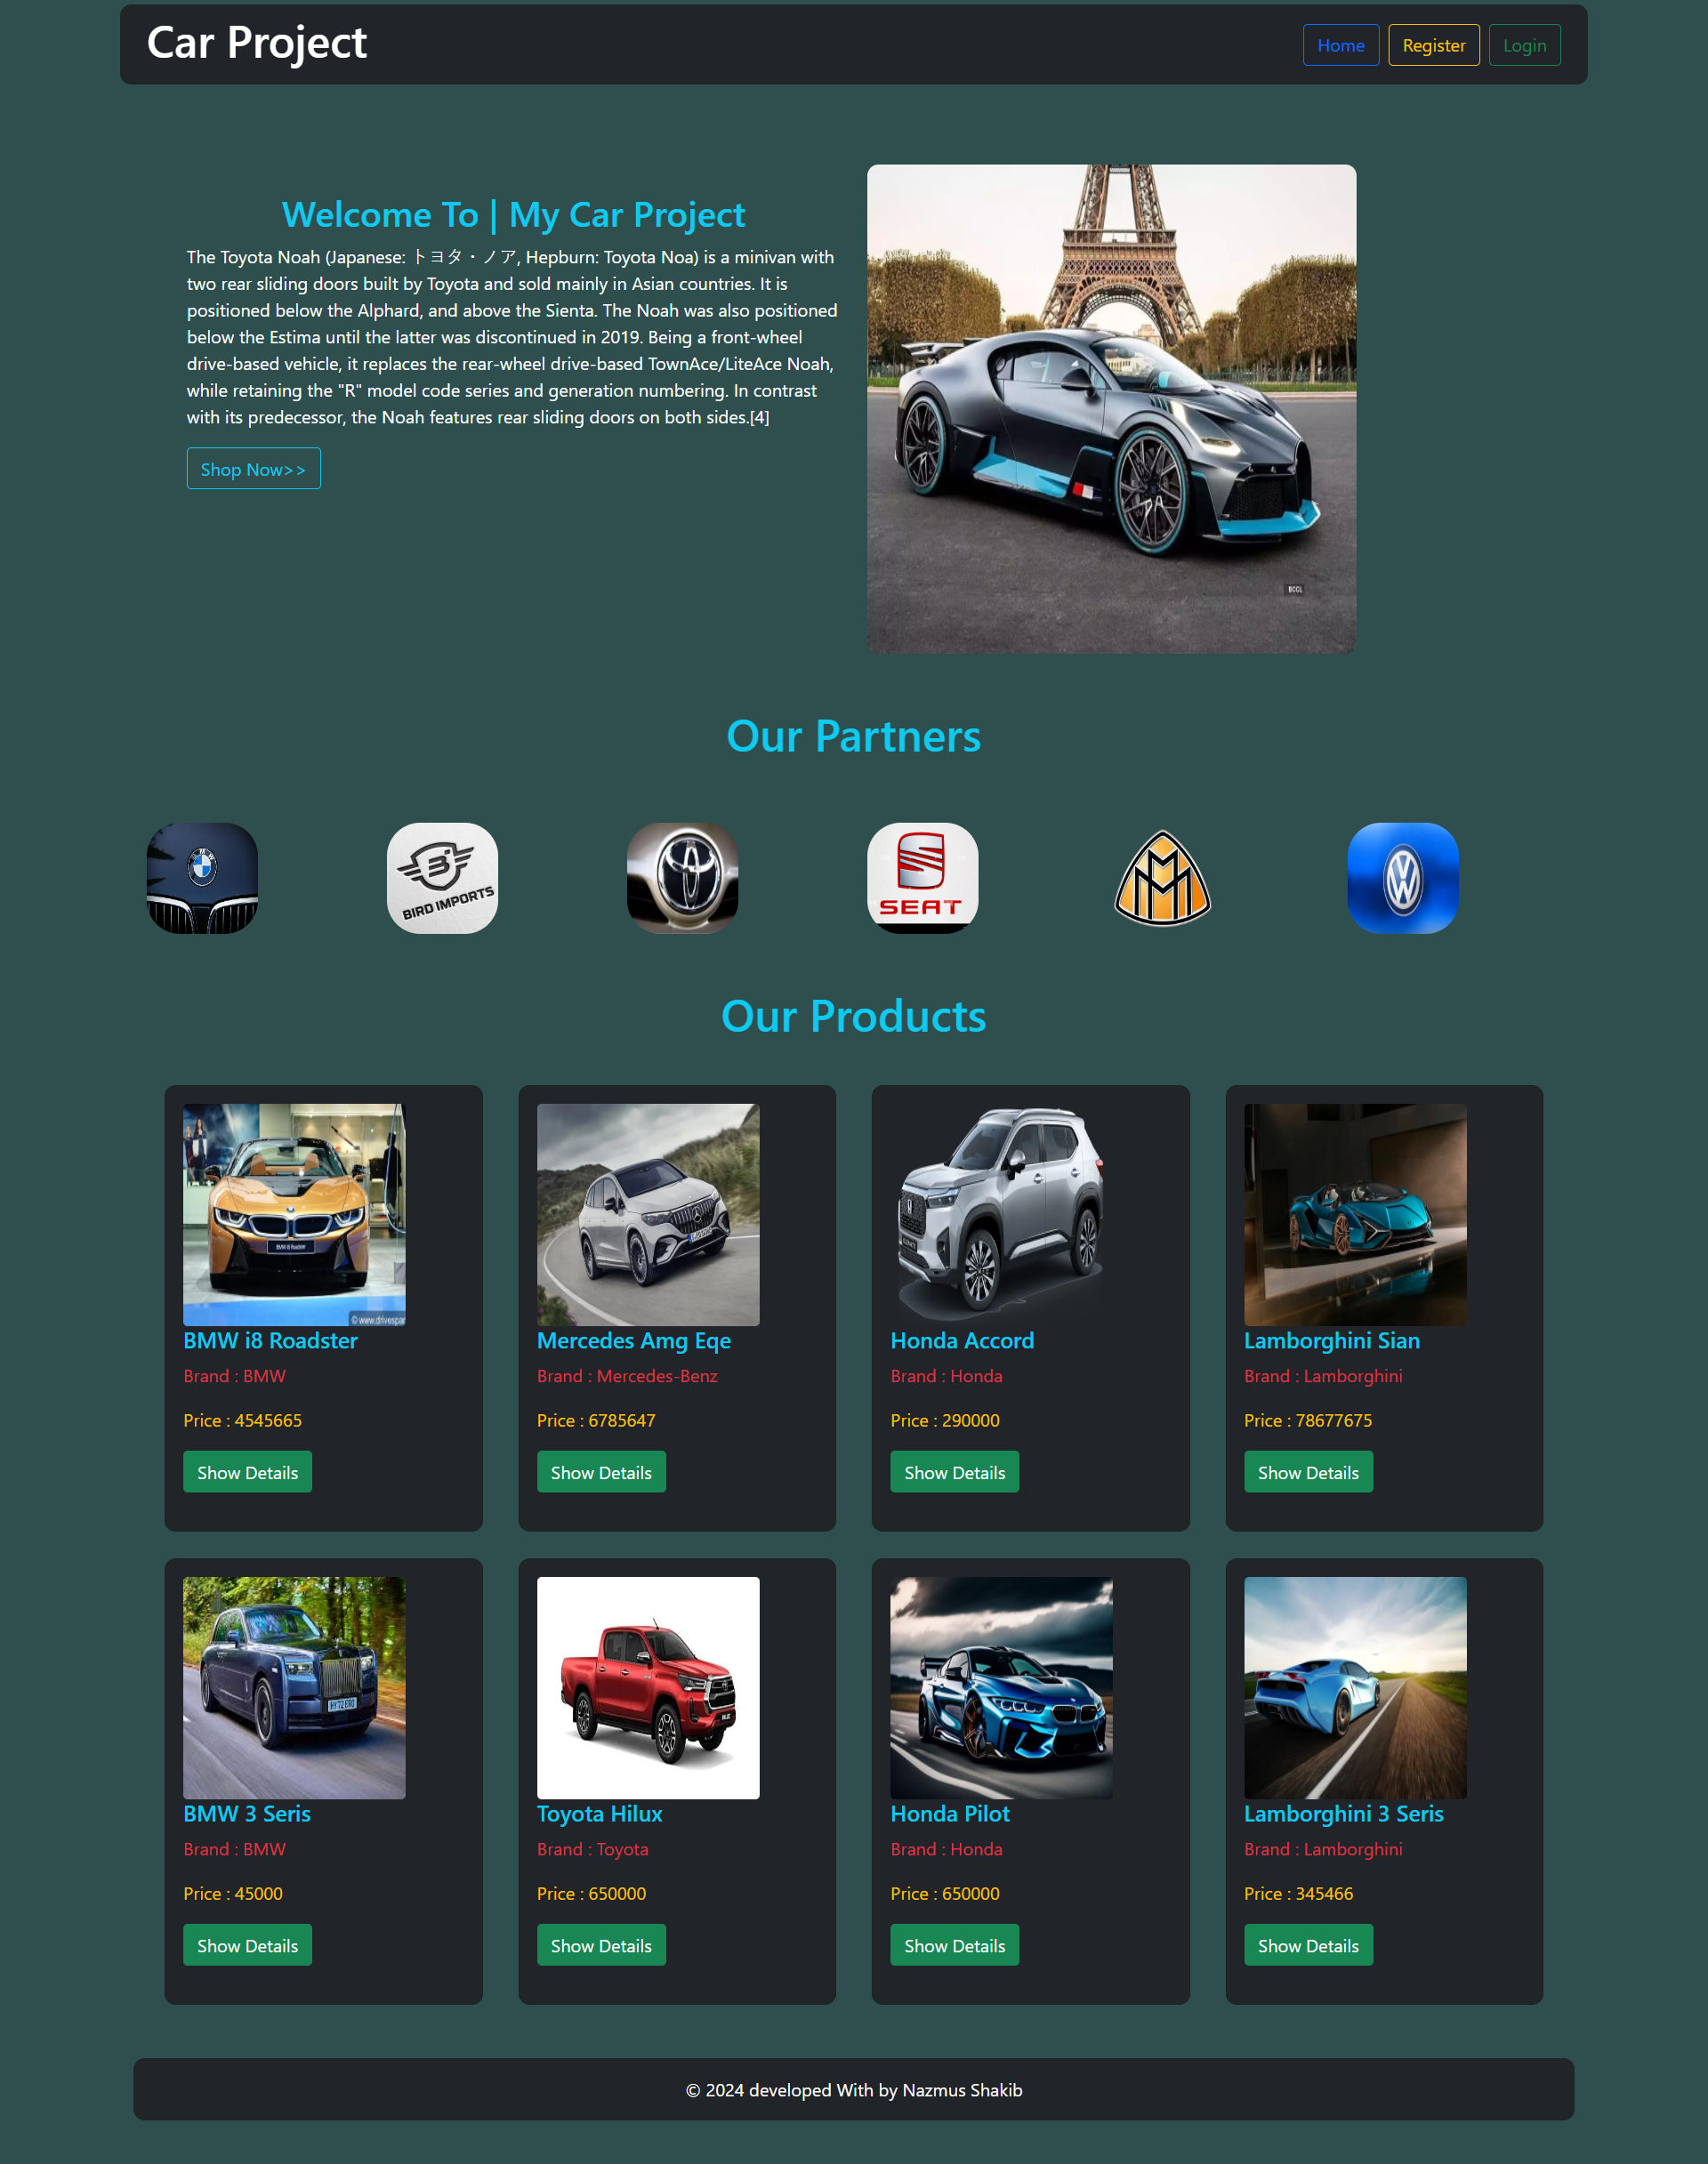 Car Project
Home
Register
Login
Welcome To | My Car Project
The Toyota Noah (Japanese: トヨタ・ノア, Hepburn: Toyota Noa) is a minivan with
two rear sliding doors built by Toyota and sold mainly in Asian countries. It is
positioned below the Alphard, and above the Sienta. The Noah was also positioned
below the Estima until the latter was discontinued in 2019. Being a front-wheel
drive-based vehicle, it replaces the rear-wheel drive-based TownAce/LiteAce Noah,
while retaining the "R" model code series and generation numbering. In contrast
with its predecessor, the Noah features rear sliding doors on both sides.[4]
Shop Now>>
BCCL
Our Partners
BIRD IMPORTS
SEAT
Our Products
© www.drivespar
BMW i8 Roadster
Brand : BMW
Price : 4545665
Show Details
Mercedes Amg Eqe
Brand : Mercedes-Benz
Price : 6785647
Show Details
Honda Accord
Brand : Honda
Price : 290000
Show Details
Lamborghini Sian
Brand : Lamborghini
Price : 78677675
Show Details
BMW 3 Seris
Brand : BMW
Price : 45000
Show Details
Toyota Hilux
Brand : Toyota
Price : 650000
Show Details
Honda Pilot
Brand : Honda
Price : 650000
Show Details
Lamborghini 3 Seris
Brand : Lamborghini
Price : 345466
Show Details
© 2024 developed With by Nazmus Shakib